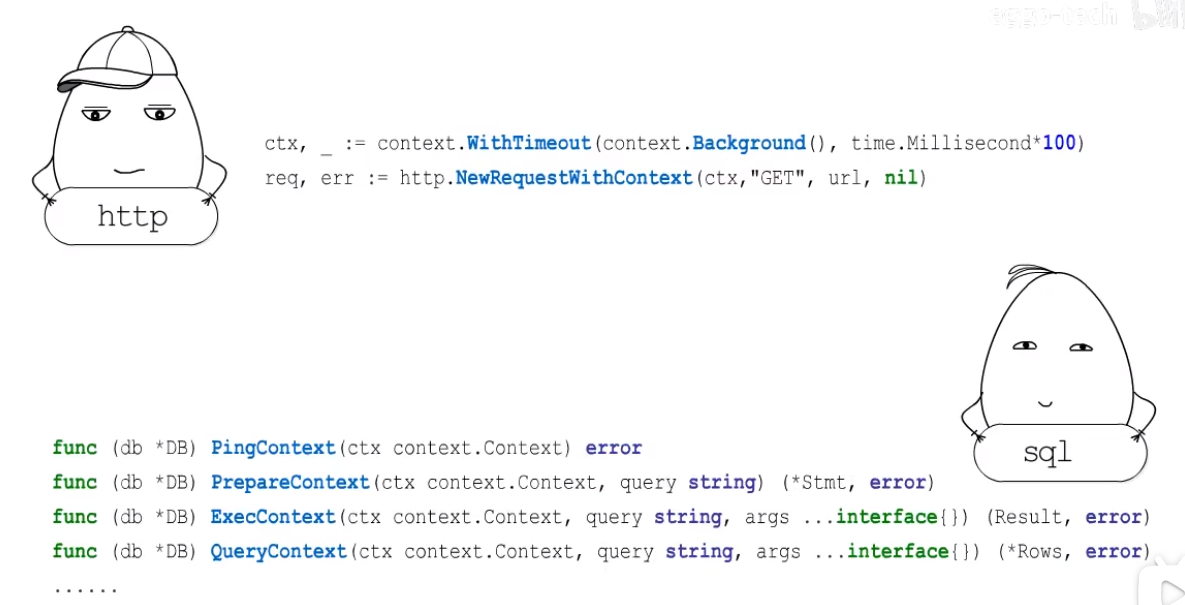 eggo-tech
ctx, _ := context.WithTimeout(context.Background(), time.Millisecond*100)
req, err := http.NewRequestWithContext(ctx,"GET", url, nil)
http
sql
func (db *DB) PingContext(ctx context.Context) error
func (db *DB) PrepareContext(ctx context.Context, query string) (*Stmt, error)
func (db *DB) ExecContext(ctx context.Context, query string, args ...interface{}) (Result, error)
func (db *DB) QueryContext(ctx context.Context, query string, args ...interface{}) (*Rows, error)
......